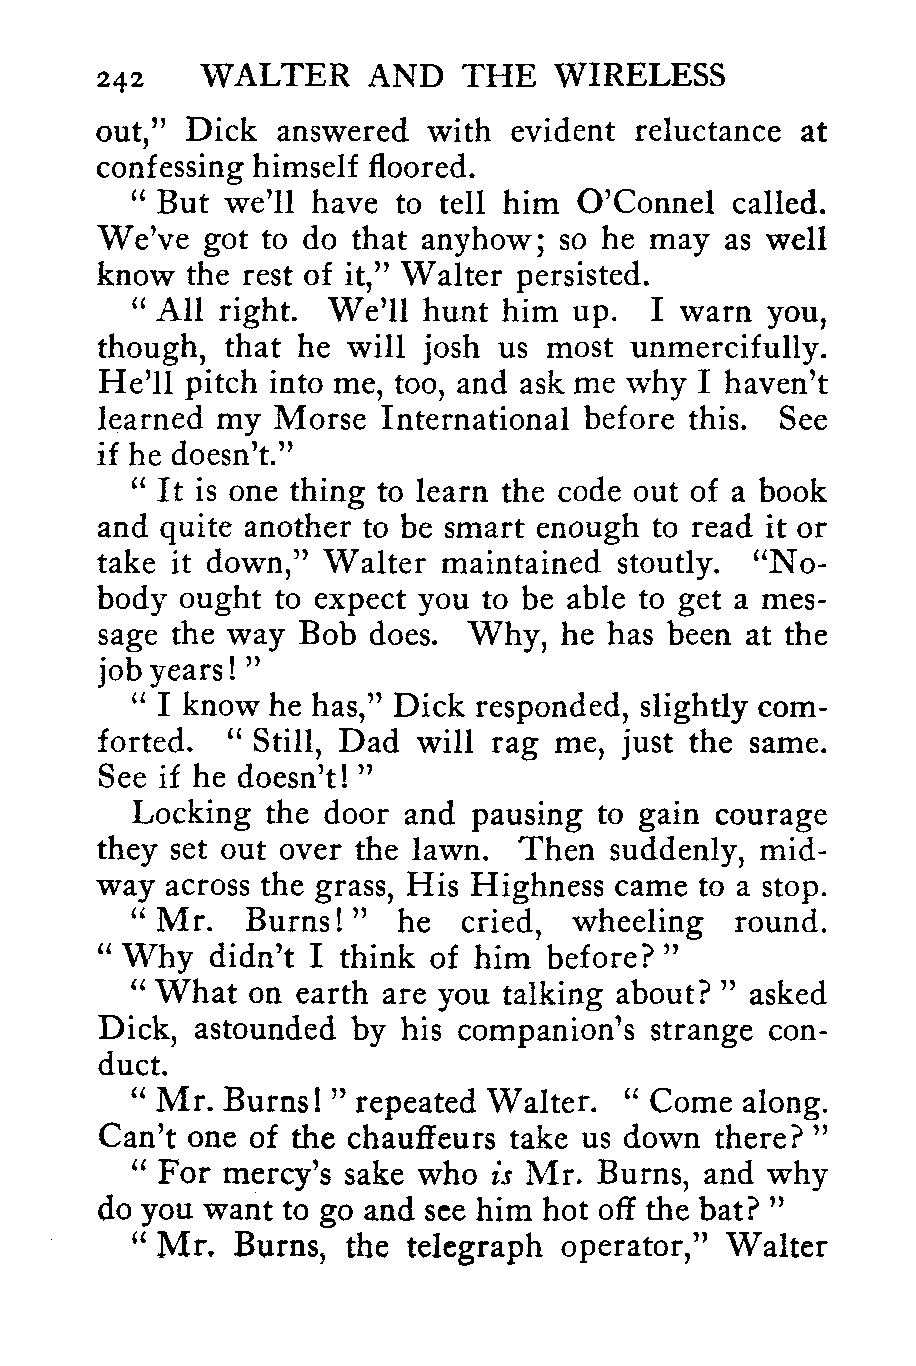 242 WALTER AND THE WIRELESS
out,” Dick answered with evident reluctance at
confessing himself floored.
“ But we’ll have to tell him O’Connel called.
We’ve got to do that anyhow; so he may as well
know the rest of it,” Walter persisted.
“ All right. We’ll hunt him up. I warn you,
though, that he will josh us most unmercifully.
He’ll pitch into me, too, and ask me why I haven’t
learned my Morse International before this. See
if he doesn’t.”
“ It is one thing to learn the code out of a book
and quite another to be smart enough to read it or
take it down,” Walter maintained stoutly. “No-
body ought to expect you to be able to get a mes-
sage the way Bob does. Why, he has been at the
job years! ”
“ I know he has,” Dick responded, slightly com-
forted. “ Still, Dad will rag me, just the same.
See if he doesn’t! ”
Locking the door and pausing to gain courage
they set out over the lawn. Then suddenly, mid-
way across the grass, His Highness came to a stop.
“ Mr. Burns! ” he cried, wheeling round.
“ Why didn’t I think of him before? ”
“ What on earth are you talking about? ” asked
Dick, astounded by his companion’s strange con-
duct.
“ Mr. Burns! ” repeated Walter. “ Come along.
Can’t one of the chauffeurs take us down there? ”
“ For mercy’s sake who is Mr. Burns, and why
do you want to go and see him hot off the bat? ”
“ Mr. Burns, the telegraph operator,” Walter